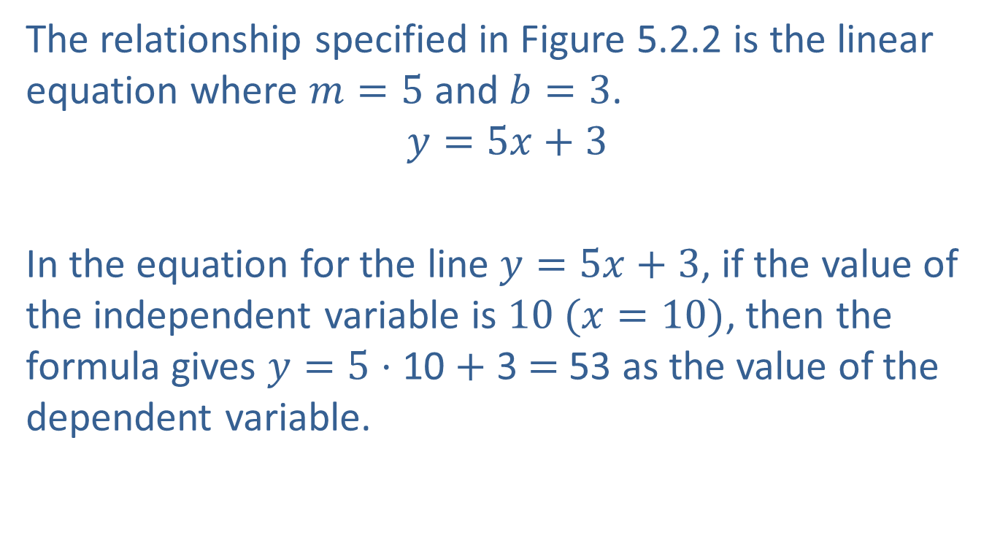 The relationship specified in Figure 5.2.2 is the linear
equation where m = 5 and b = 3.
y = 5x + 3
In the equation for the line y = 5x + 3, if the value of
the independent variable is 10 (x = 10), then the
formula gives y = 5 · 10 + 3 = 53 as the value of the
dependent variable.